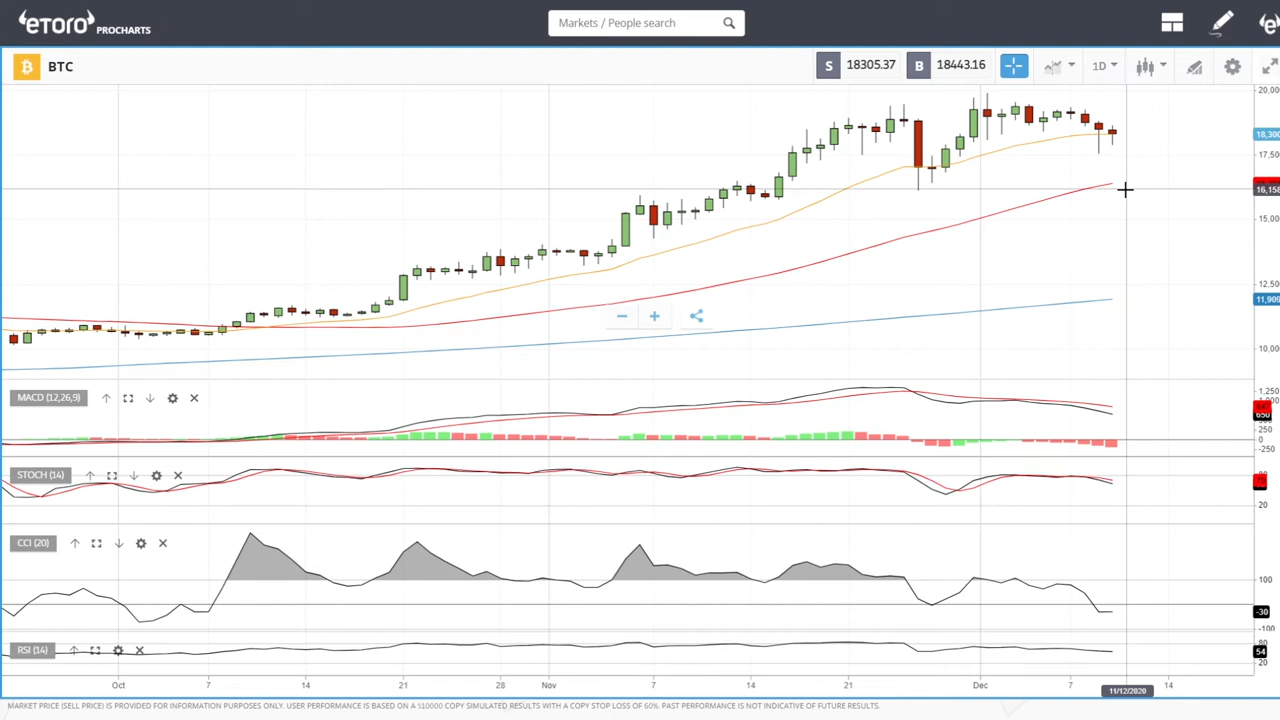 eToro PROCHARTS
Markets / People search
BTC
S 18305.37 B 18443.16 1D
20,000
18,300
17,500
16,158
15,000
12,500
11,909
10,000
MACD (12,26,9)
1,250
1,000
650
500
250
0
-250
STOCH (14)
80
20
CCI (20)
100
-30
-100
RSI (14)
80
54
20
Oct 7 14 21 28 Nov 7 14 21 Dec 7 14
11/12/2020
MARKET PRICE (SELL PRICE) IS PROVIDED FOR INFORMATION PURPOSES ONLY. USER PERFORMANCE IS BASED ON A $10000 COPY SIMULATED RESULTS WITH A COPY STOP LOSS OF 60%. PAST PERFORMANCE IS NOT INDICATIVE OF FUTURE RESULTS.